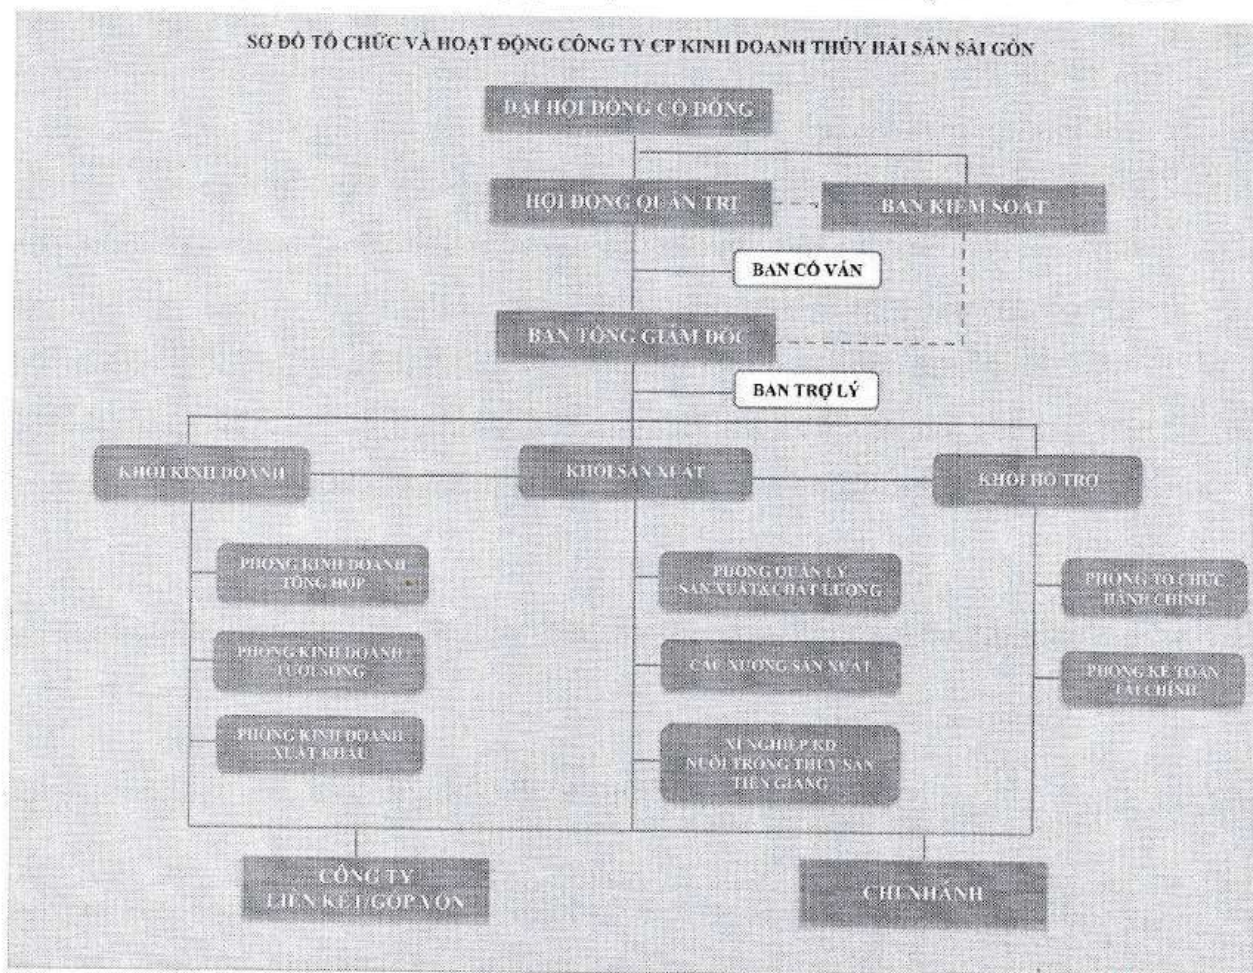 SƠ ĐỒ TỔ CHỨC VÀ HOẠT ĐỘNG CÔNG TY CP KINH DOANH THỦY HẢI SẢN SÀI GÒN
ĐẠI HỘI ĐỒNG CỔ ĐÔNG
HỘI ĐỒNG QUẢN TRỊ
BAN KIỂM SOÁT
BAN CỐ VẤN
BAN TỔNG GIÁM ĐỐC
BAN TRỢ LÝ
KHỐI KINH DOANH
KHỐI SẢN XUẤT
KHỐI HỖ TRỢ
PHÒNG KINH DOANH
TỔNG HỢP
PHÒNG QUẢN LÝ
SẢN XUẤT&CHẤT LƯỢNG
PHÒNG TỔ CHỨC
HÀNH CHÍNH
PHÒNG KINH DOANH
TƯƠI SỐNG
CÁC XƯỞNG SẢN XUẤT
PHÒNG KẾ TOÁN
TÀI CHÍNH
PHÒNG KINH DOANH
XUẤT KHẨU
XÍ NGHIỆP KD
NUÔI TRỒNG THỦY SẢN
TIỀN GIANG
CÔNG TY
LIÊN KẾT/GÓP VỐN
CHI NHÁNH